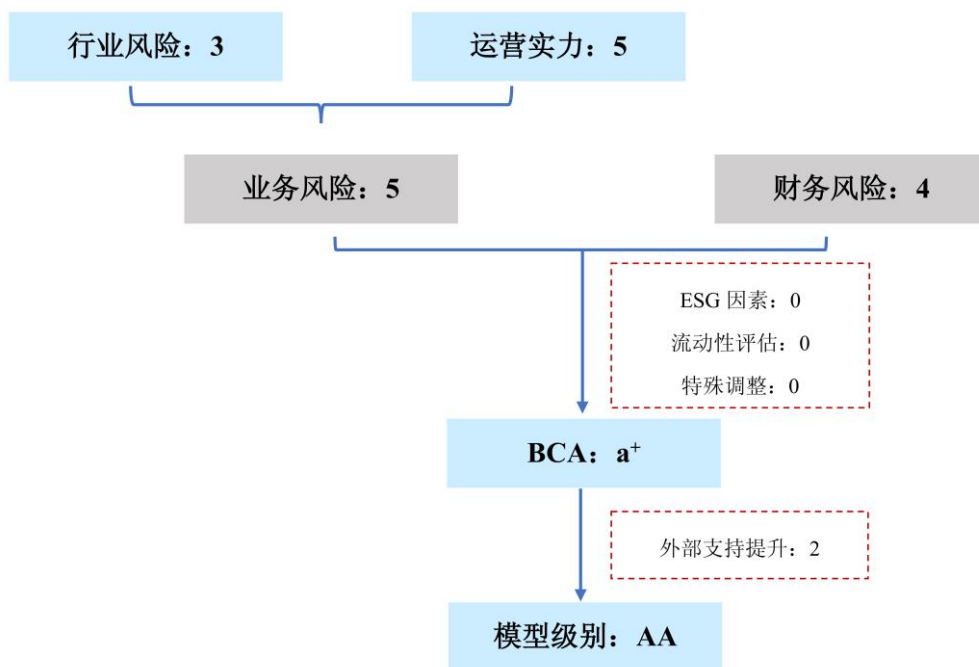 行业风险：3
运营实力：5
业务风险：5
财务风险：4
ESG 因素：0
流动性评估：0
特殊调整：0
BCA：a⁺
外部支持提升：2
模型级别：AA